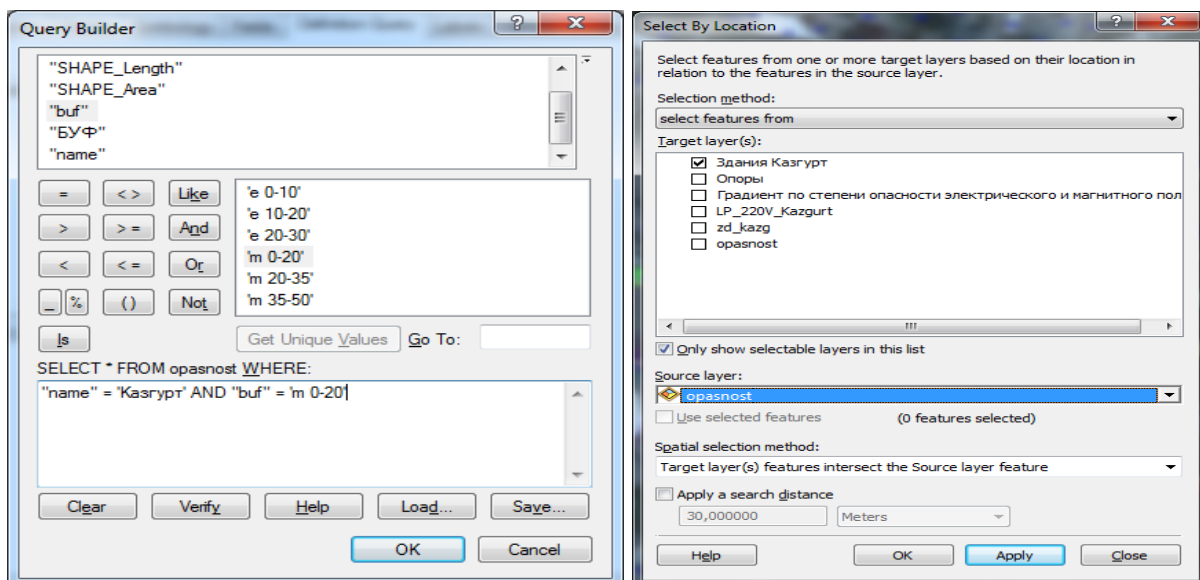 Query Builder
"SHAPE_Length"
"SHAPE_Area"
"buf"
"БУФ"
"name"
= < > Like
> > = And
< < = Or
_ % ( ) Not
Is
'e 0-10'
'e 10-20'
'e 20-30'
'm 0-20'
'm 20-35'
'm 35-50'
Get Unique Values Go To:
SELECT * FROM opasnost WHERE:
"name" = 'Казгурт' AND "buf" = 'm 0-20'
Clear Verify Help Load... Save...
OK Cancel
Select By Location
Select features from one or more target layers based on their location in
relation to the features in the source layer.
Selection method:
select features from
Target layer(s):
Здания Казгурт
Опоры
Градиент по степени опасности электрического и магнитного пол
LP_220V_Kazgurt
zd_kazg
opasnost
Only show selectable layers in this list
Source layer:
opasnost
Use selected features (0 features selected)
Spatial selection method:
Target layer(s) features intersect the Source layer feature
Apply a search distance
30,000000 Meters
Help OK Apply Close